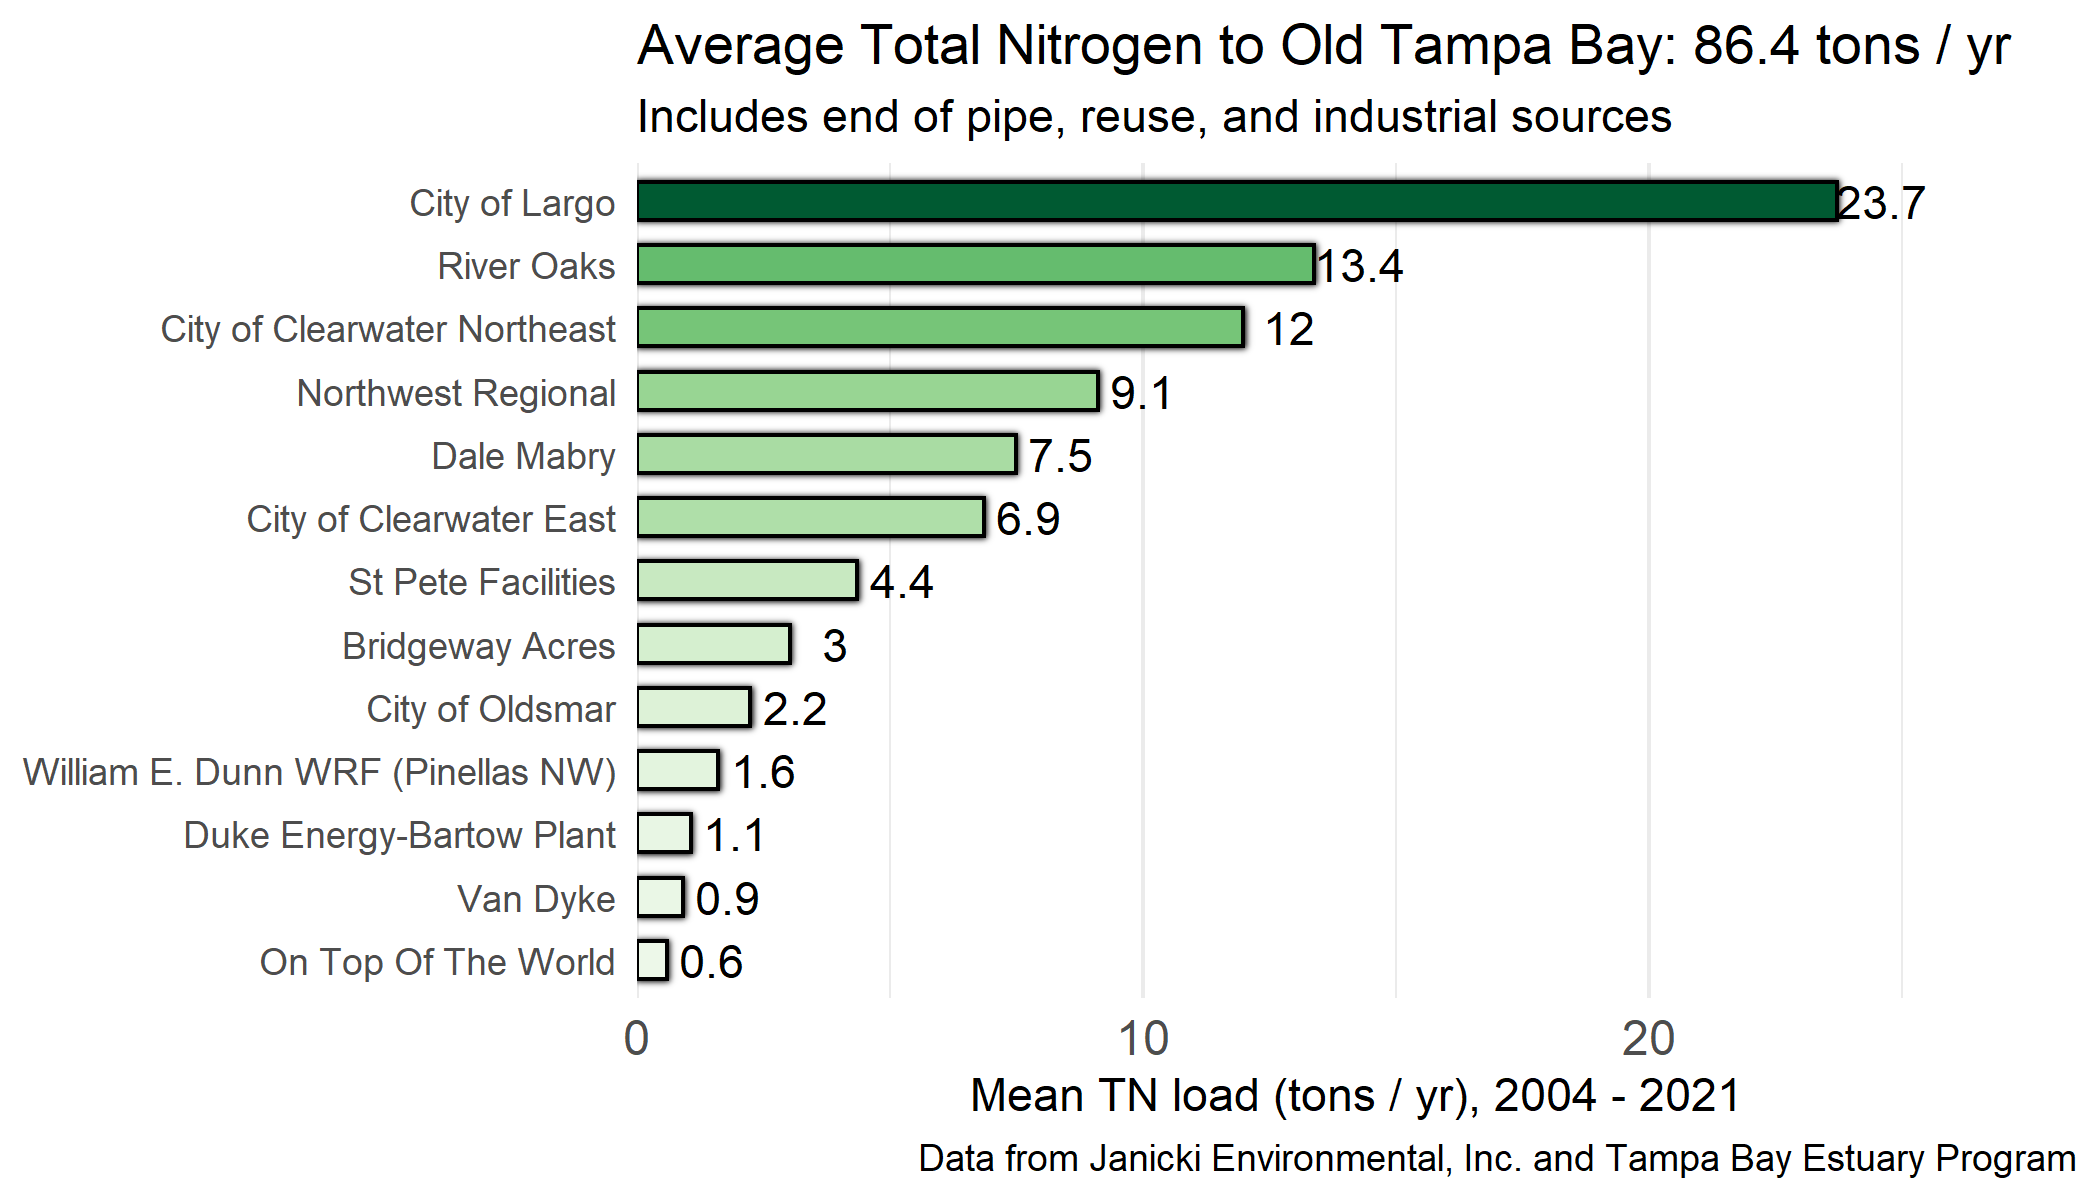 Average Total Nitrogen to Old Tampa Bay: 86.4 tons / yr
Includes end of pipe, reuse, and industrial sources
City of Largo 23.7
River Oaks 13.4
City of Clearwater Northeast 12
Northwest Regional 9.1
Dale Mabry 7.5
City of Clearwater East 6.9
St Pete Facilities 4.4
Bridgeway Acres 3
City of Oldsmar 2.2
William E. Dunn WRF (Pinellas NW) 1.6
Duke Energy-Bartow Plant 1.1
Van Dyke 0.9
On Top Of The World 0.6
0 10 20
Mean TN load (tons / yr), 2004 - 2021
Data from Janicki Environmental, Inc. and Tampa Bay Estuary Program